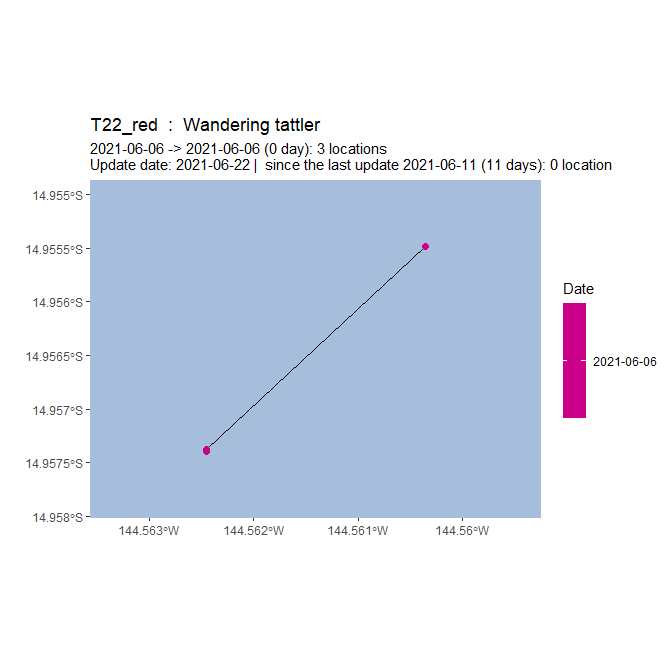 T22_red : Wandering tattler
2021-06-06 -> 2021-06-06 (0 day): 3 locations
Update date: 2021-06-22 | since the last update 2021-06-11 (11 days): 0 location
14.955°S
14.9555°S
14.956°S
14.9565°S
14.957°S
14.9575°S
14.958°S
144.563°W
144.562°W
144.561°W
144.56°W
Date
2021-06-06